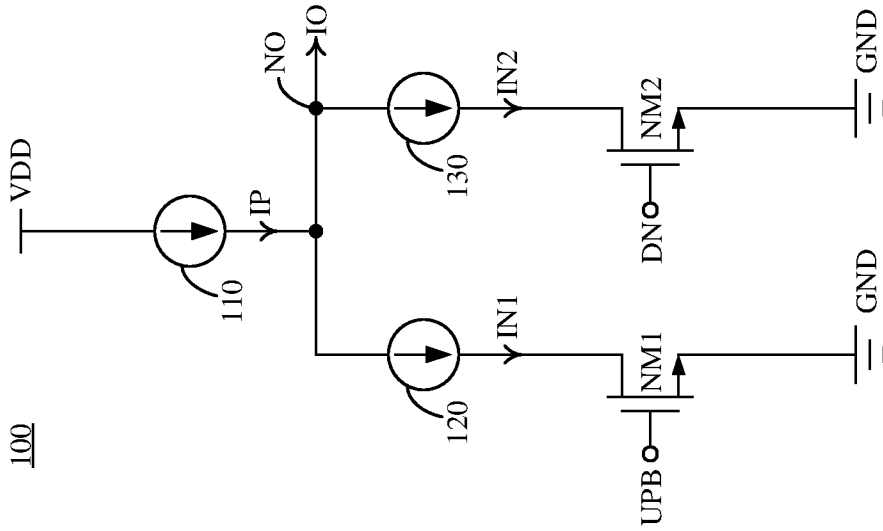 100
VDD
110
IP
NO
IO
120
IN1
130
IN2
UPB
NM1
DN
NM2
GND
GND